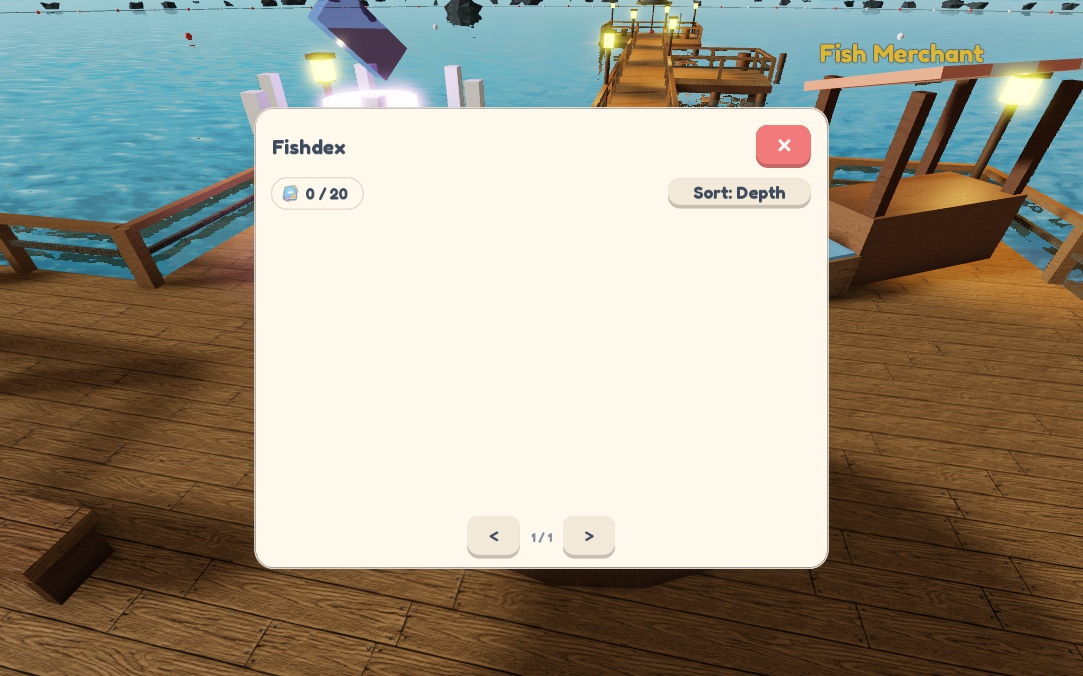 Fish Merchant
Fishdex
×
0 / 20
Sort: Depth
< 1 / 1 >